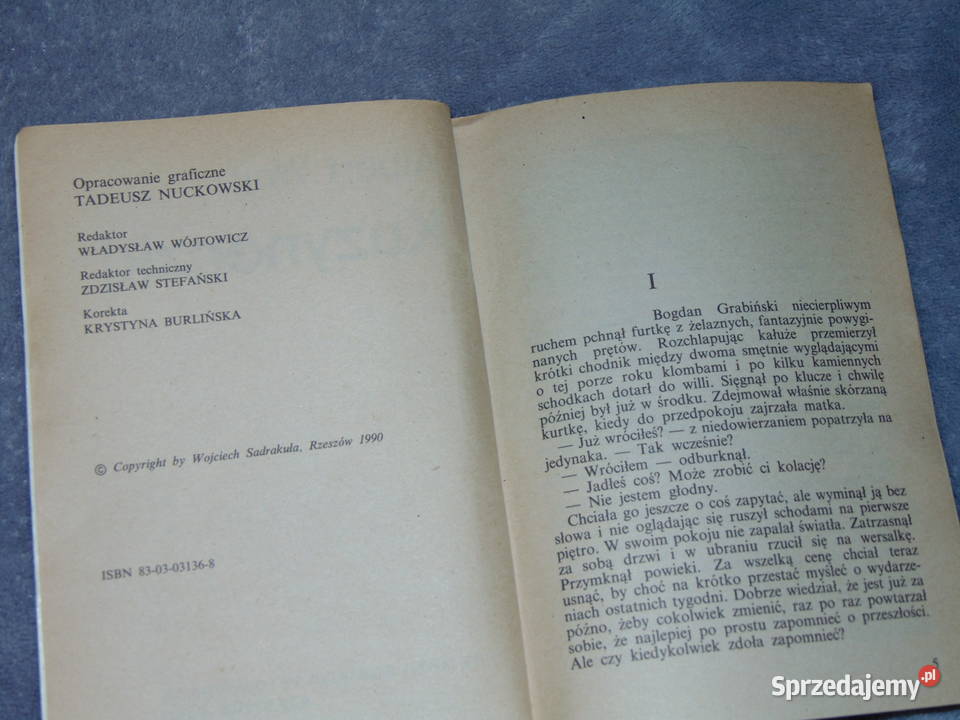 Opracowanie graficzne
TADEUSZ NUCKOWSKI
Redaktor
WŁADYSŁAW WÓJTOWICZ
Redaktor techniczny
ZDZISŁAW STEFAŃSKI
Korekta
KRYSTYNA BURLIŃSKA
© Copyright by Wojciech Sadrakuła, Rzeszów 1990
ISBN 83-03-03136-8
I
Bogdan Grabiński niecierpliwym
ruchem pchnął furtkę z żelaznych, fantazyjnie powygi-
nanych prętów. Rozchlapując kałuże przemierzył
krótki chodnik między dwoma smętnie wyglądającymi
o tej porze roku klombami i po kilku kamiennych
schodkach dotarł do willi. Sięgnął po klucze i chwilę
później był już w środku. Zdejmował właśnie skórzaną
kurtkę, kiedy do przedpokoju zajrzała matka.
— Już wróciłeś? — z niedowierzaniem popatrzyła na
jedynaka. — Tak wcześnie?
— Wróciłem — odburknął.
— Jadłeś coś? Może zrobić ci kolację?
— Nie jestem głodny.
Chciała go jeszcze o coś zapytać, ale wyminął ją bez
słowa i nie oglądając się ruszył schodami na pierwsze
piętro. W swoim pokoju nie zapalał światła. Zatrzasnął
za sobą drzwi i w ubraniu rzucił się na wersalkę.
Przymknął powieki. Za wszelką cenę chciał teraz
usnąć, by choć na krótko przestać myśleć o wydarze-
niach ostatnich tygodni. Dobrze wiedział, że jest już za
późno, żeby cokolwiek zmienić, raz po raz powtarzał
sobie, że najlepiej po prostu zapomnieć o przeszłości.
Ale czy kiedykolwiek zdoła zapomnieć?
5
Sprzedajemy.pl